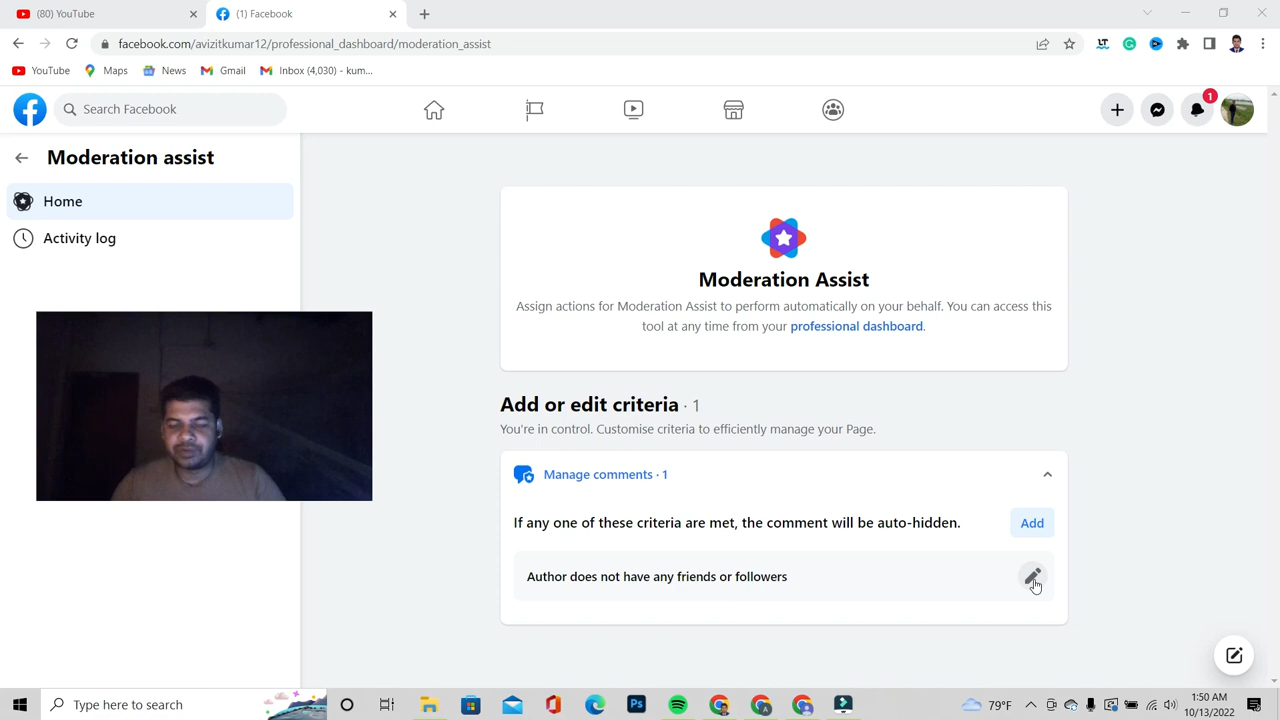 (80) YouTube
(1) Facebook
facebook.com/avizitkumar12/professional_dashboard/moderation_assist
YouTube
Maps
News
Gmail
Inbox (4,030) - kum...
Search Facebook
1
Moderation assist
Home
Activity log
Moderation Assist
Assign actions for Moderation Assist to perform automatically on your behalf. You can access this
tool at any time from your professional dashboard.
Add or edit criteria · 1
You're in control. Customise criteria to efficiently manage your Page.
Manage comments · 1
If any one of these criteria are met, the comment will be auto-hidden.
Add
Author does not have any friends or followers
Type here to search
Ps
A
79°F
1:50 AM
10/13/2022